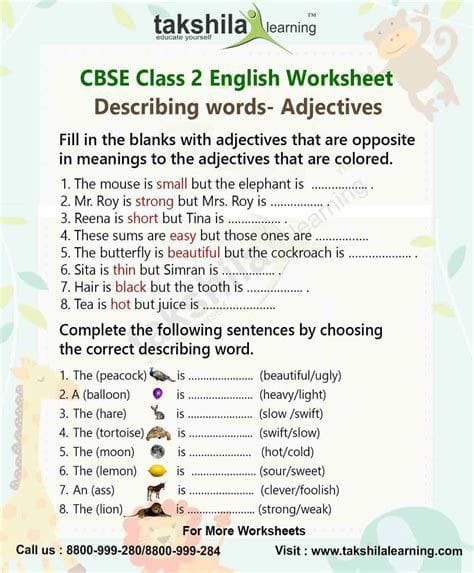 takshila learning ™
educate yourself
CBSE Class 2 English Worksheet
Describing words- Adjectives
Fill in the blanks with adjectives that are opposite
in meanings to the adjectives that are colored.
1. The mouse is small but the elephant is ................ .
2. Mr. Roy is strong but Mrs. Roy is ................ .
3. Reena is short but Tina is ............... .
4. These sums are easy but those ones are ...............
5. The butterfly is beautiful but the cockroach is .................. .
6. Sita is thin but Simran is .................. .
7. Hair is black but the tooth is ................. .
8. Tea is hot but juice is ...................
takshila learning
Complete the following sentences by choosing
the correct describing word.
1. The (peacock) is .................. (beautiful/ugly)
2. A (balloon) is .................. (heavy/light)
3. The (hare) is .................. (slow /swift)
4. The (tortoise) is .................. (swift/slow)
5. The (moon) is .................. (hot/cold)
6. The (lemon) is .................. (sour/sweet)
7. An (ass) is .................. (clever/foolish)
8. The (lion) is ................... (strong/weak)
For More Worksheets
Call us : 8800-999-280/8800-999-284 Visit : www.takshilalearning.com